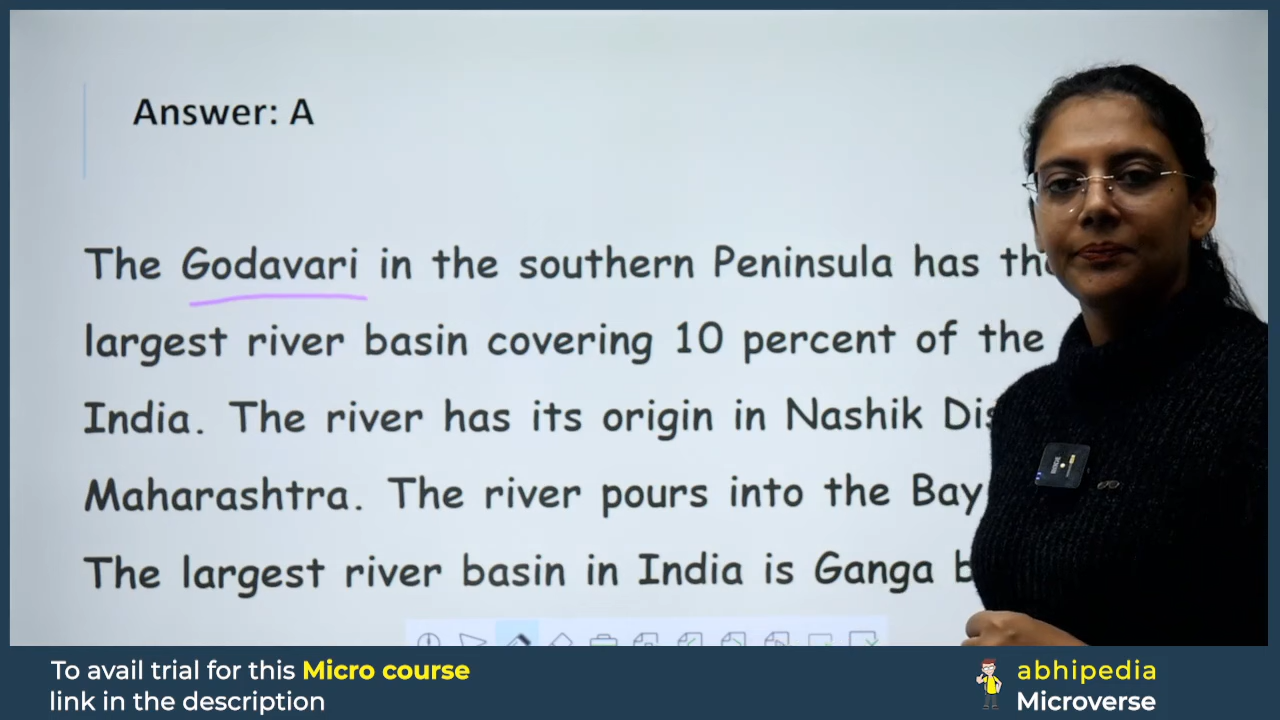 Answer: A
The Godavari in the southern Peninsula has
largest river basin covering 10 percent of the
India. The river has its origin in Nashik
Maharashtra. The river pours into the Bay
The largest river basin in India is Ganga
To avail trial for this Micro course
link in the description
abhipedia
Microverse